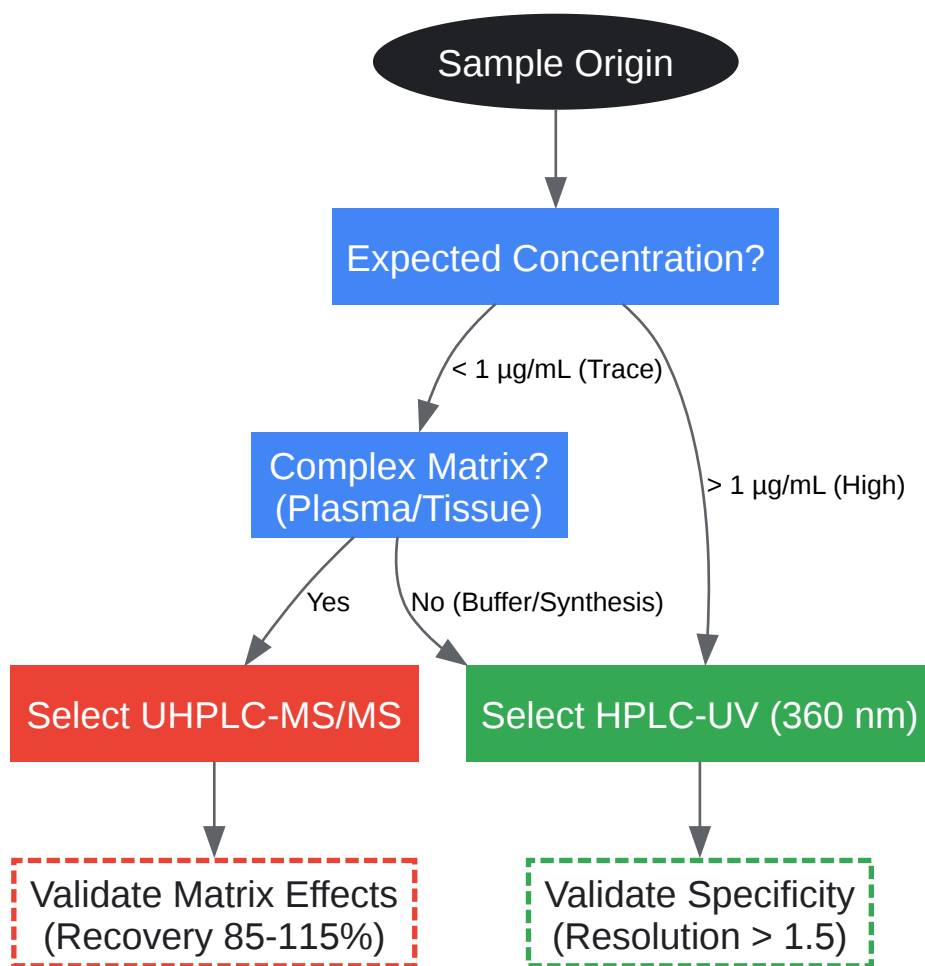 Sample Origin
Expected Concentration?
< 1 µg/mL (Trace)
Complex Matrix?
(Plasma/Tissue)
> 1 µg/mL (High)
Yes
No (Buffer/Synthesis)
Select UHPLC-MS/MS
Select HPLC-UV (360 nm)
Validate Matrix Effects
(Recovery 85-115%)
Validate Specificity
(Resolution > 1.5)